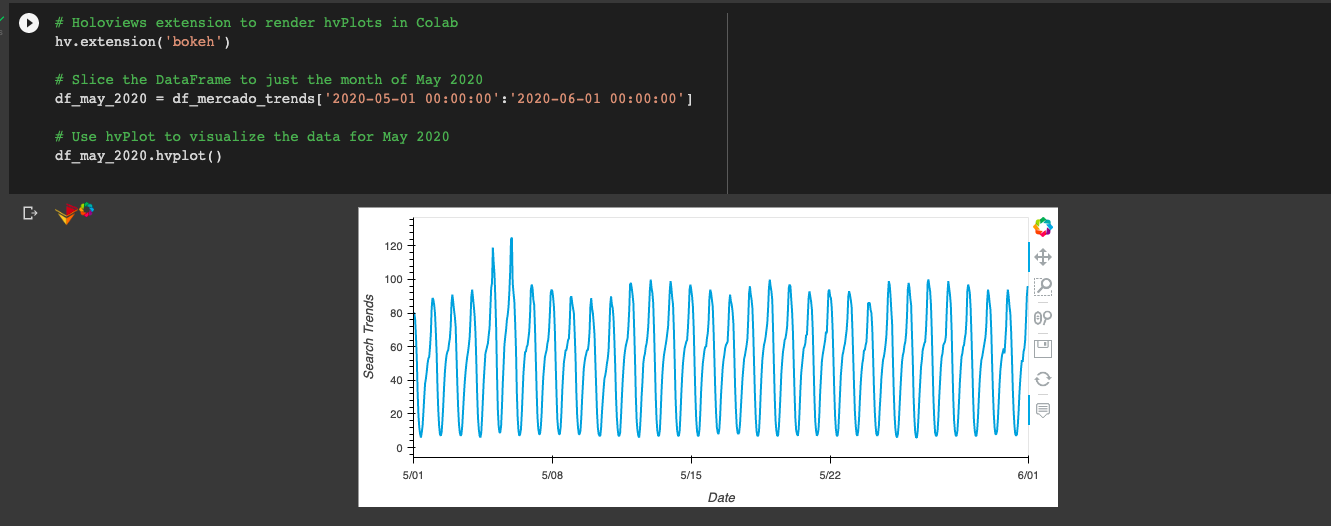 # Holoviews extension to render hvPlots in Colab
hv.extension('bokeh')
# Slice the DataFrame to just the month of May 2020
df_may_2020 = df_mercado_trends['2020-05-01 00:00:00':'2020-06-01 00:00:00']
# Use hvPlot to visualize the data for May 2020
df_may_2020.hvplot()
120
100
80
60
40
20
0
Search Trends
5/01 5/08 5/15 5/22 6/01
Date